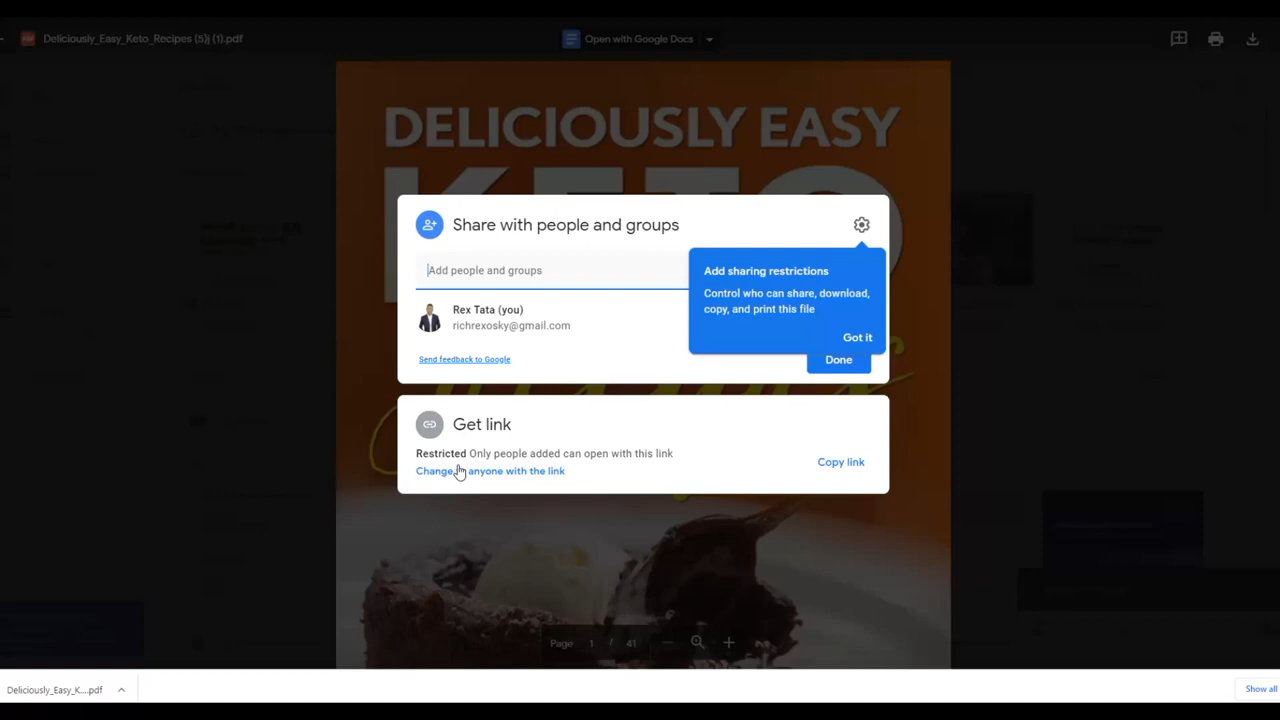 Deliciously_Easy_Keto_Recipes (5)j (1).pdf
Open with Google Docs
DELICIOUSLY EASY
KETO
Share with people and groups
Add people and groups
Add sharing restrictions
Control who can share, download,
copy, and print this file
Got it
Rex Tata (you)
richrexosky@gmail.com
Send feedback to Google
Done
Get link
Restricted Only people added can open with this link
Change anyone with the link
Copy link
Page 1 / 41
Deliciously_Easy_K....pdf
Show all